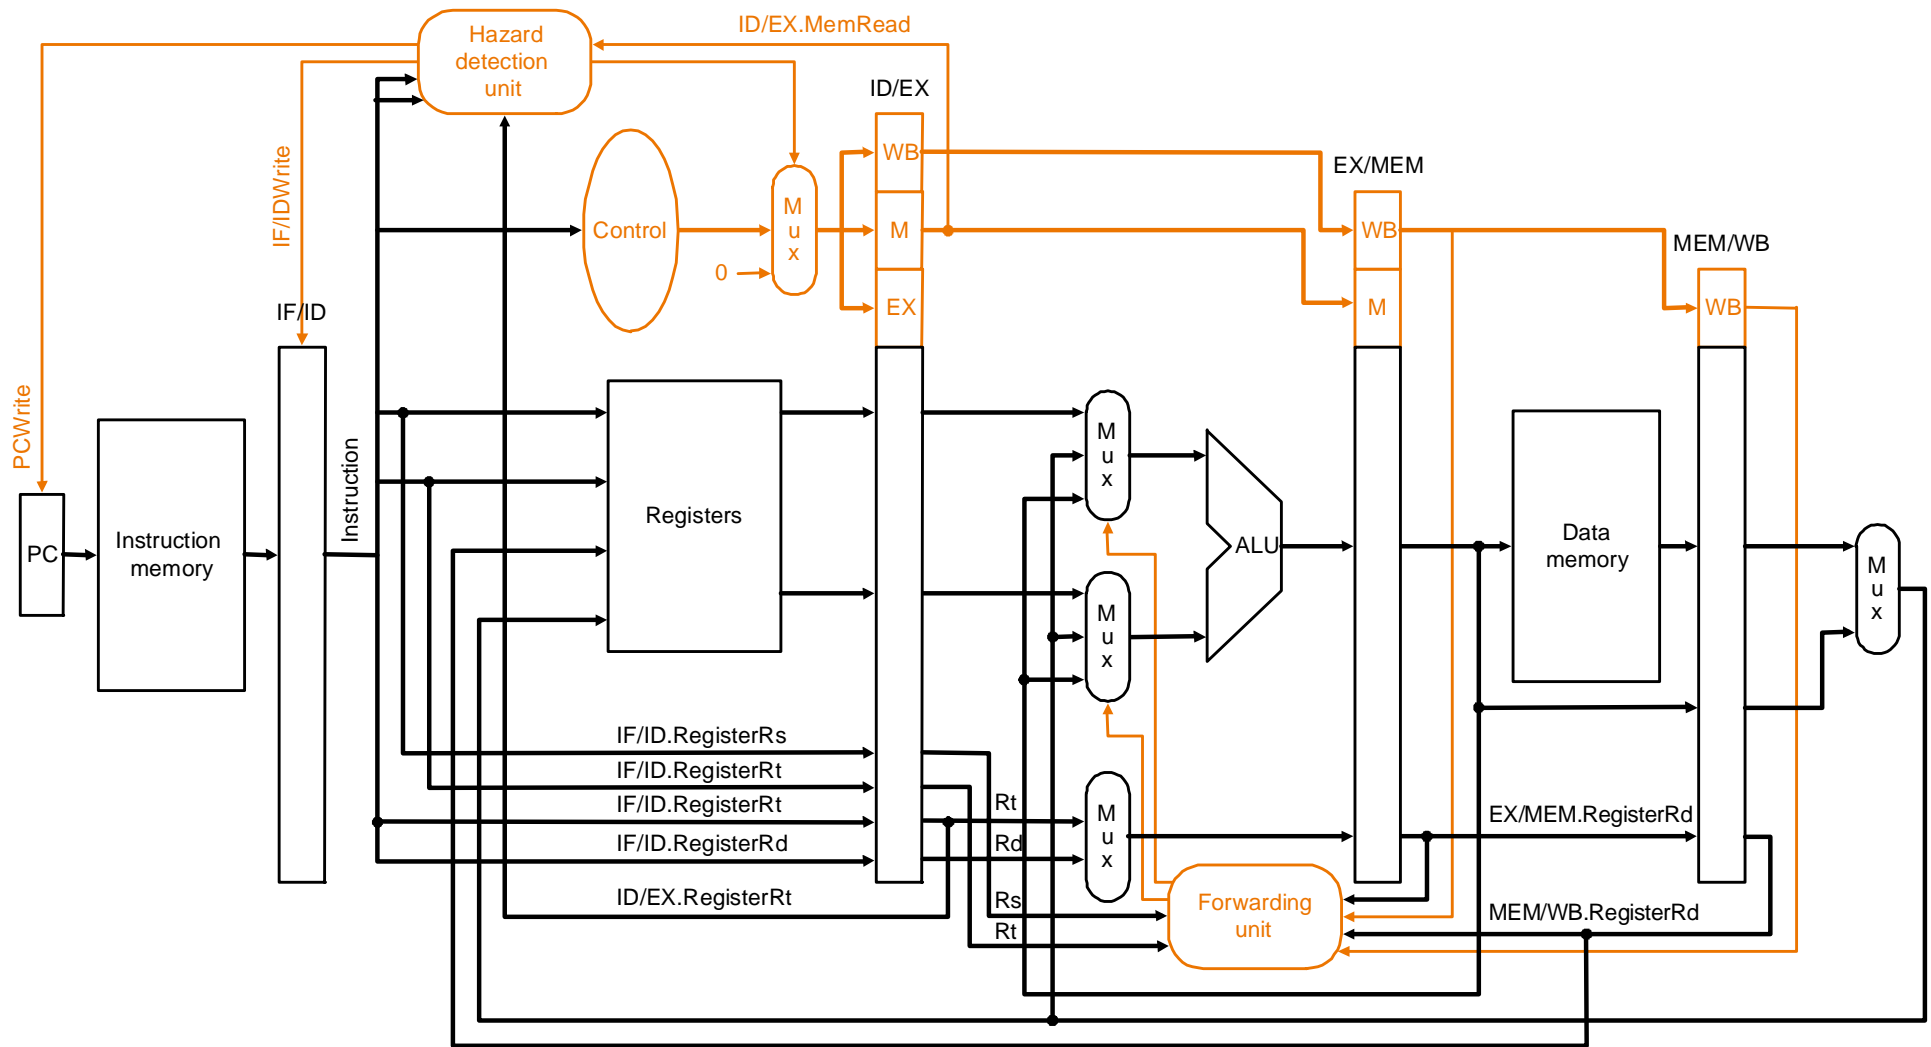 ID/EX.MemRead
Hazard
detection
unit
ID/EX
IF/IDWrite
PCWrite
WB
EX/MEM
M
u
x
Control
M
WB
MEM/WB
0
EX
M
WB
IF/ID
Instruction
PC
Instruction
memory
Registers
M
u
x
ALU
Data
memory
M
u
x
M
u
x
IF/ID.RegisterRs
IF/ID.RegisterRt
IF/ID.RegisterRt
Rt
M
u
x
EX/MEM.RegisterRd
IF/ID.RegisterRd
Rd
ID/EX.RegisterRt
Rs
Rt
Forwarding
unit
MEM/WB.RegisterRd